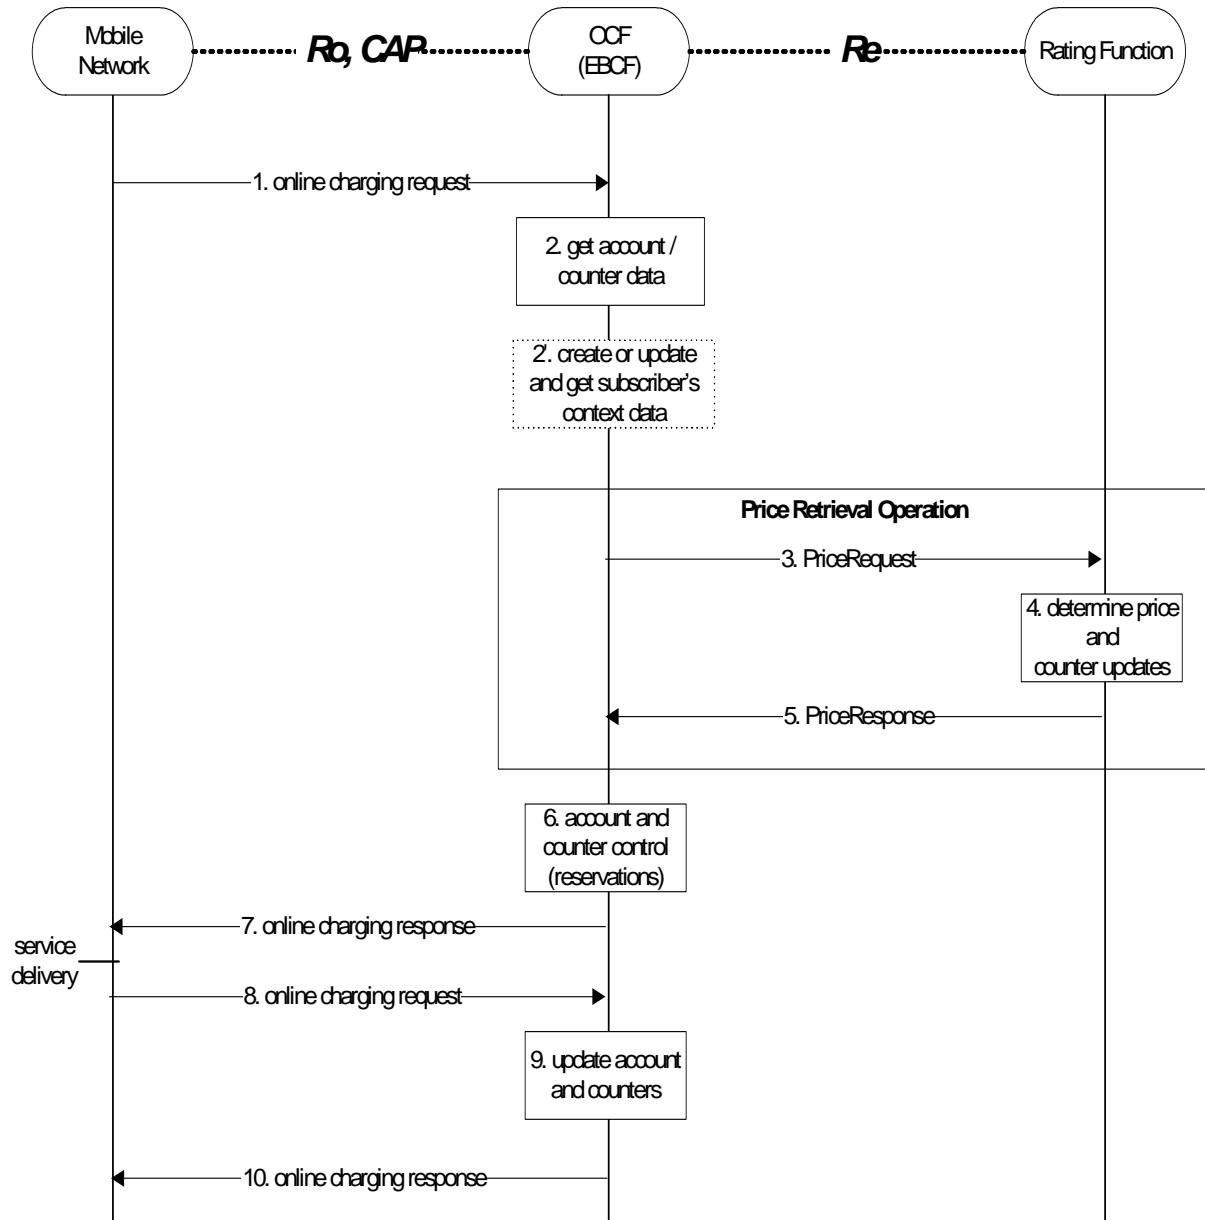 Mobile
Network
Ro, CAP
OCF
(EBCF)
Re
Rating Function
1. online charging request
2. get account /
counter data
2'. create or update
and get subscriber's
context data
Price Retrieval Operation
3. PriceRequest
4. determine price
and
counter updates
5. PriceResponse
6. account and
counter control
(reservations)
7. online charging response
service
delivery
8. online charging request
9. update account
and counters
10. online charging response